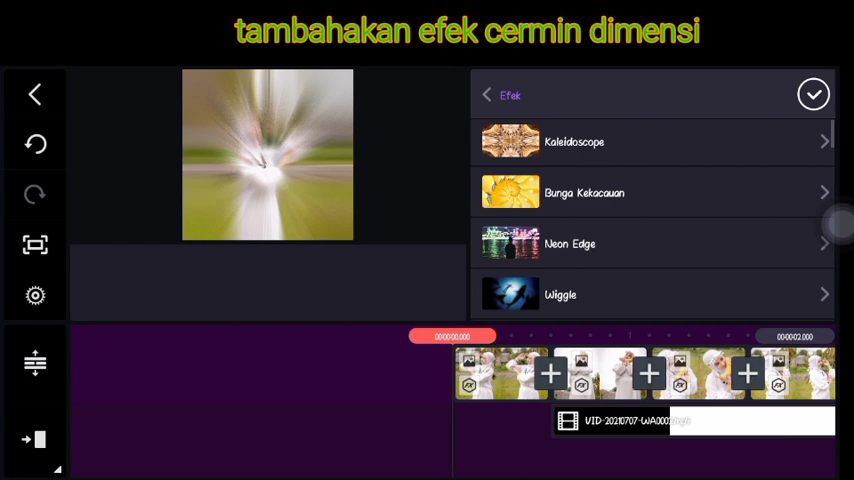 tambahakan efek cermin dimensi
Efek
Kaleidoscope
Bunga Kekacauan
Neon Edge
Wiggle
00:00:00.000
00:00:02.000